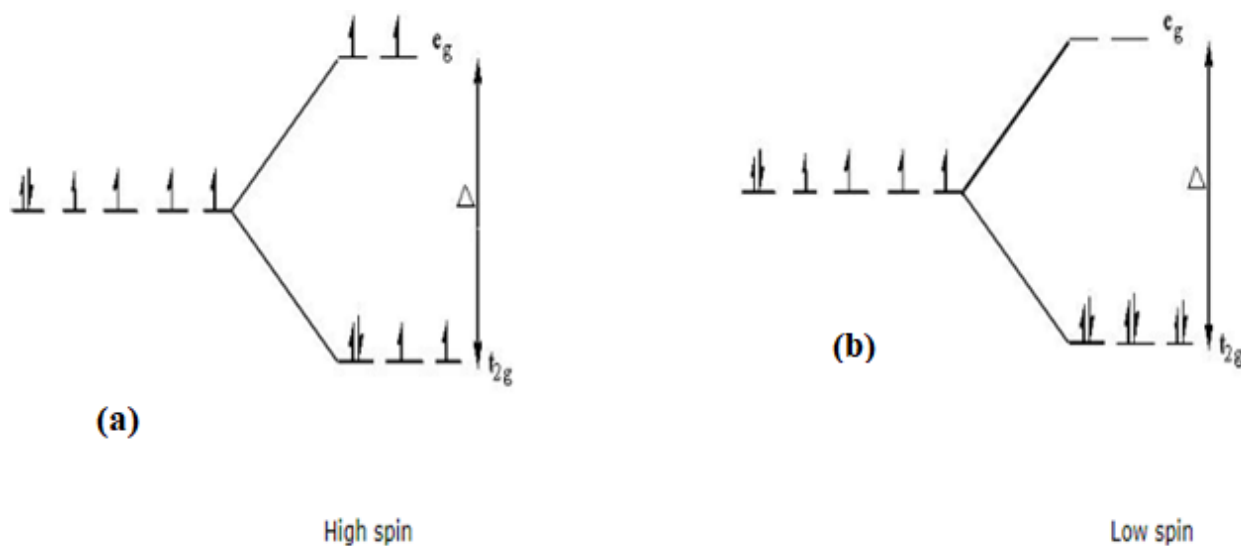 e_g
e_g
Δ
Δ
(b)
t_2g
t_2g
(a)
High spin
Low spin